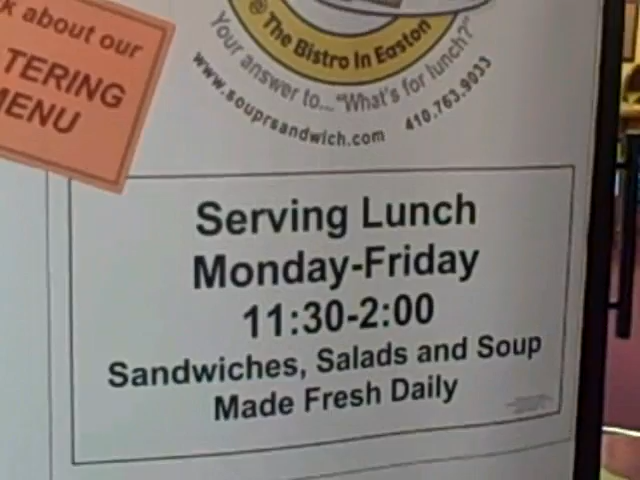 k about our
TERING
MENU
@ The Bistro in Easton
Your answer to... "What's for lunch?"
www.souprsandwich.com 410.763.9033
Serving Lunch
Monday-Friday
11:30-2:00
Sandwiches, Salads and Soup
Made Fresh Daily